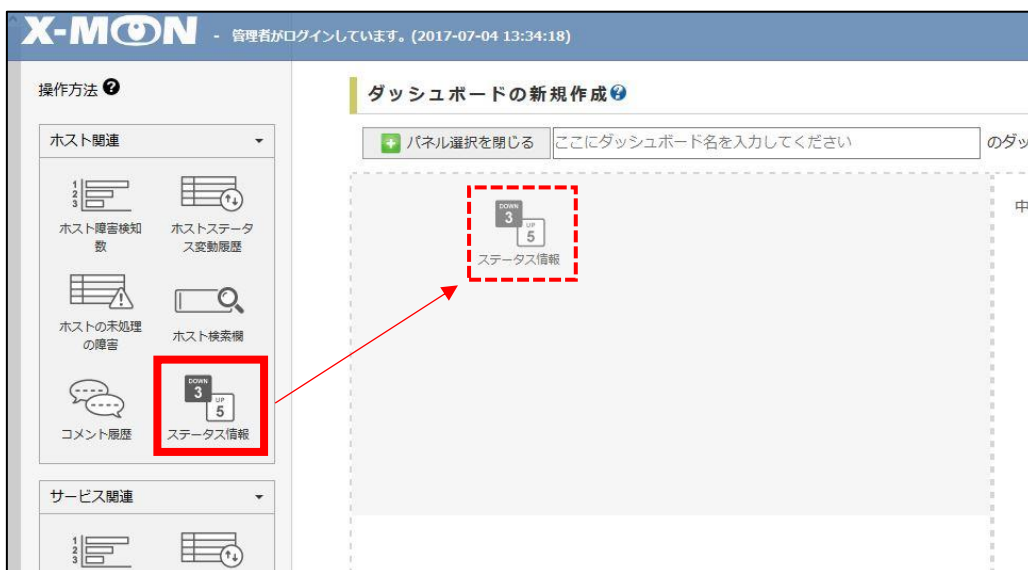 X-MON - 管理者がログインしています。(2017-07-04 13:34:18)
操作方法
ホスト関連
1
2
3
ホスト障害検知
数
ホストステータ
ス変動履歴
ホストの未処理
の障害
ホスト検索欄
コメント履歴
DOWN
3
UP
5
ステータス情報
サービス関連
1
2
3
ダッシュボードの新規作成
パネル選択を閉じる ここにダッシュボード名を入力してください のダッ
DOWN
3
UP
5
ステータス情報
中